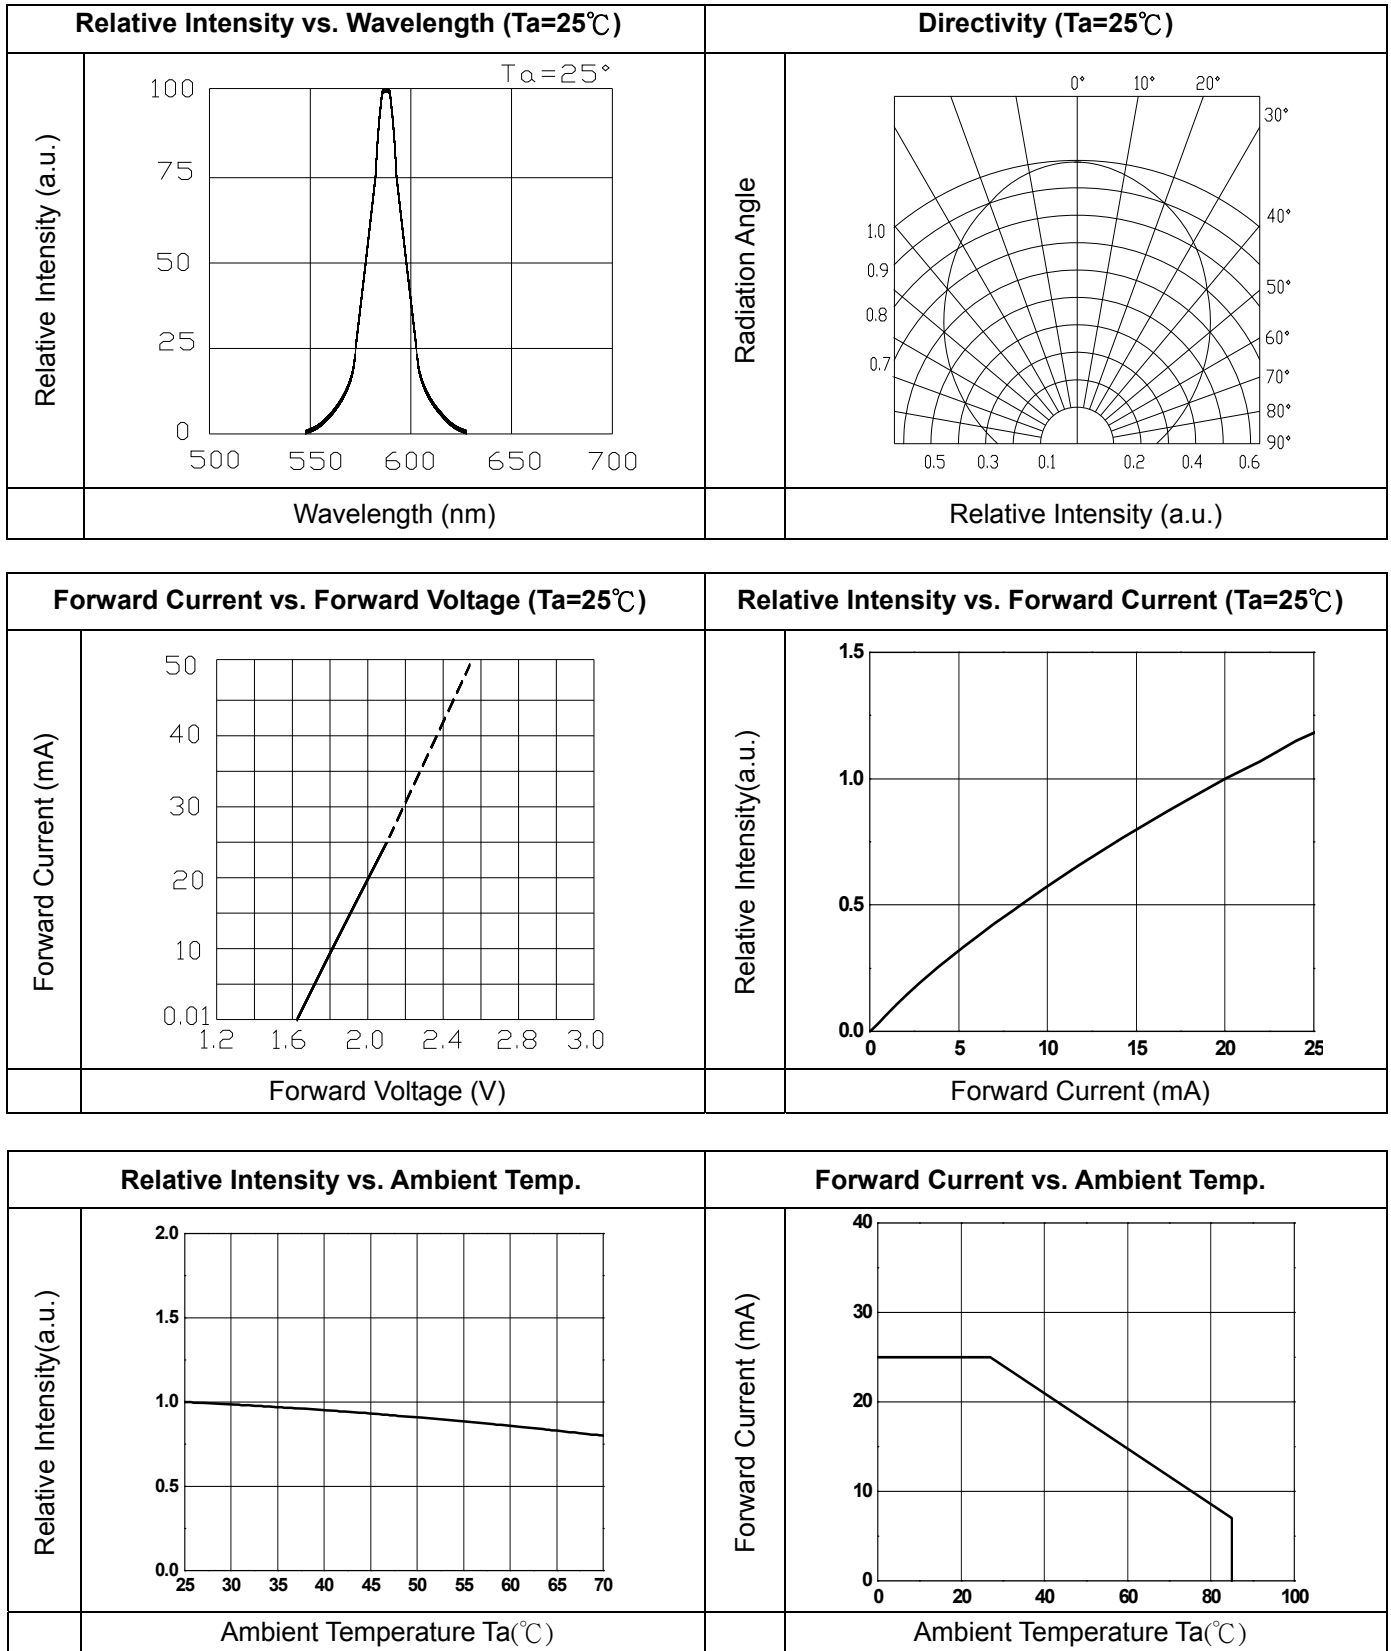 Relative Intensity vs. Wavelength (Ta=25℃)
Directivity (Ta=25℃)
Relative Intensity (a.u.)
Ta=25°
100
75
50
25
0
500 550 600 650 700
Wavelength (nm)
Radiation Angle
0° 10° 20°
30°
40°
50°
60°
70°
80°
90°
1.0
0.9
0.8
0.7
0.5 0.3 0.1 0.2 0.4 0.6
Relative Intensity (a.u.)
Forward Current vs. Forward Voltage (Ta=25℃)
Relative Intensity vs. Forward Current (Ta=25℃)
Forward Current (mA)
50
40
30
20
10
0.01
1.2 1.6 2.0 2.4 2.8 3.0
Forward Voltage (V)
Relative Intensity(a.u.)
1.5
1.0
0.5
0.0
0 5 10 15 20 25
Forward Current (mA)
Relative Intensity vs. Ambient Temp.
Forward Current vs. Ambient Temp.
Relative Intensity(a.u.)
2.0
1.5
1.0
0.5
0.0
25 30 35 40 45 50 55 60 65 70
Ambient Temperature Ta(℃)
Forward Current (mA)
40
30
20
10
0
0 20 40 60 80 100
Ambient Temperature Ta(℃)